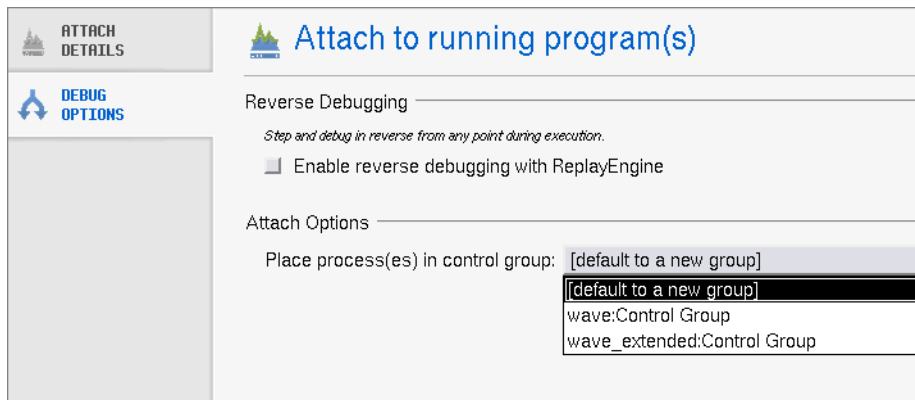 ATTACH
DETAILS
DEBUG
OPTIONS
Attach to running program(s)
Reverse Debugging
Step and debug in reverse from any point during execution.
Enable reverse debugging with ReplayEngine
Attach Options
Place process(es) in control group: [default to a new group]
[default to a new group]
wave:Control Group
wave_extended:Control Group